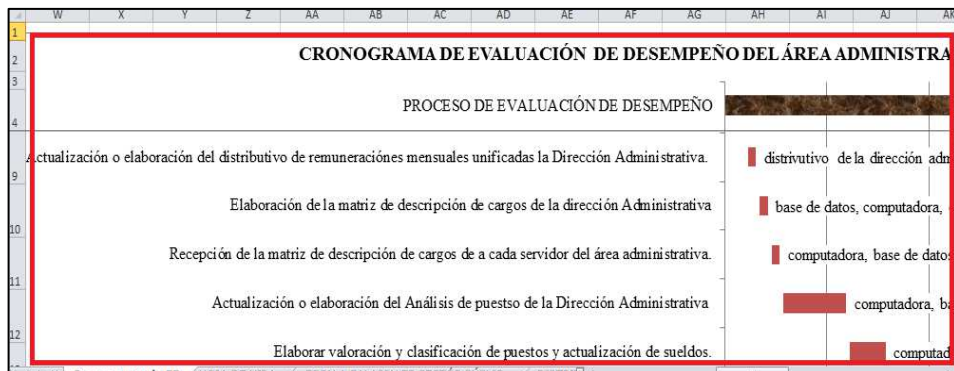 W X Y Z AA AB AC AD AE AF AG AH AI AJ AK
1
2 CRONOGRAMA DE EVALUACIÓN DE DESEMPEÑO DEL ÁREA ADMINISTRA
3
4 PROCESO DE EVALUACIÓN DE DESEMPEÑO
9 Actualización o elaboración del distributivo de remuneraciónes mensuales unificadas la Dirección Administrativa. distrivutivo de la dirección adm
10 Elaboración de la matriz de descripción de cargos de la dirección Administrativa base de datos, computadora,
11 Recepción de la matriz de descripción de cargos de a cada servidor del área administrativa. computadora, base de datos
12 Actualización o elaboración del Análisis de puestso de la Dirección Administrativa computadora, ba
Elaborar valoración y clasificación de puestos y actualización de sueldos. computad